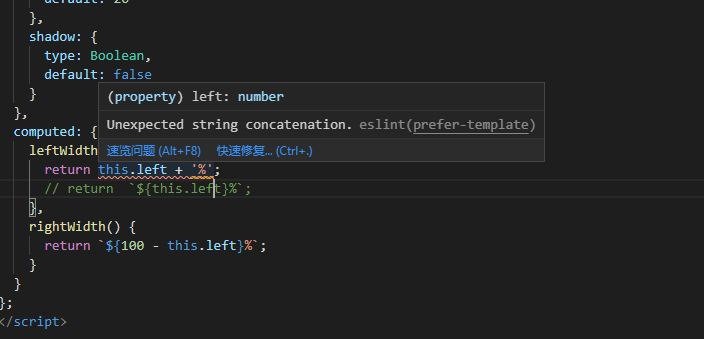 default: 20
},
shadow: {
type: Boolean,
default: false
}
},
computed: {
(property) left: number
Unexpected string concatenation. eslint(prefer-template)
速览问题 (Alt+F8) 快速修复... (Ctrl+.)
leftWidth
return this.left + '%';
// return  `${this.left}%`;
},
rightWidth() {
return `${100 - this.left}%`;
}
}
};
</script>